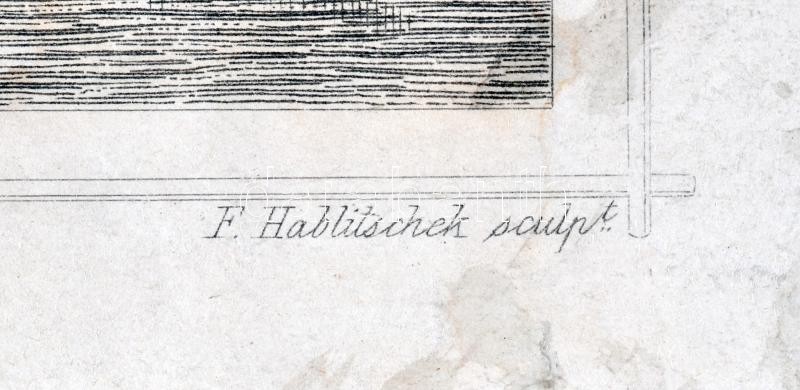 F. Hablitschek sculpt.